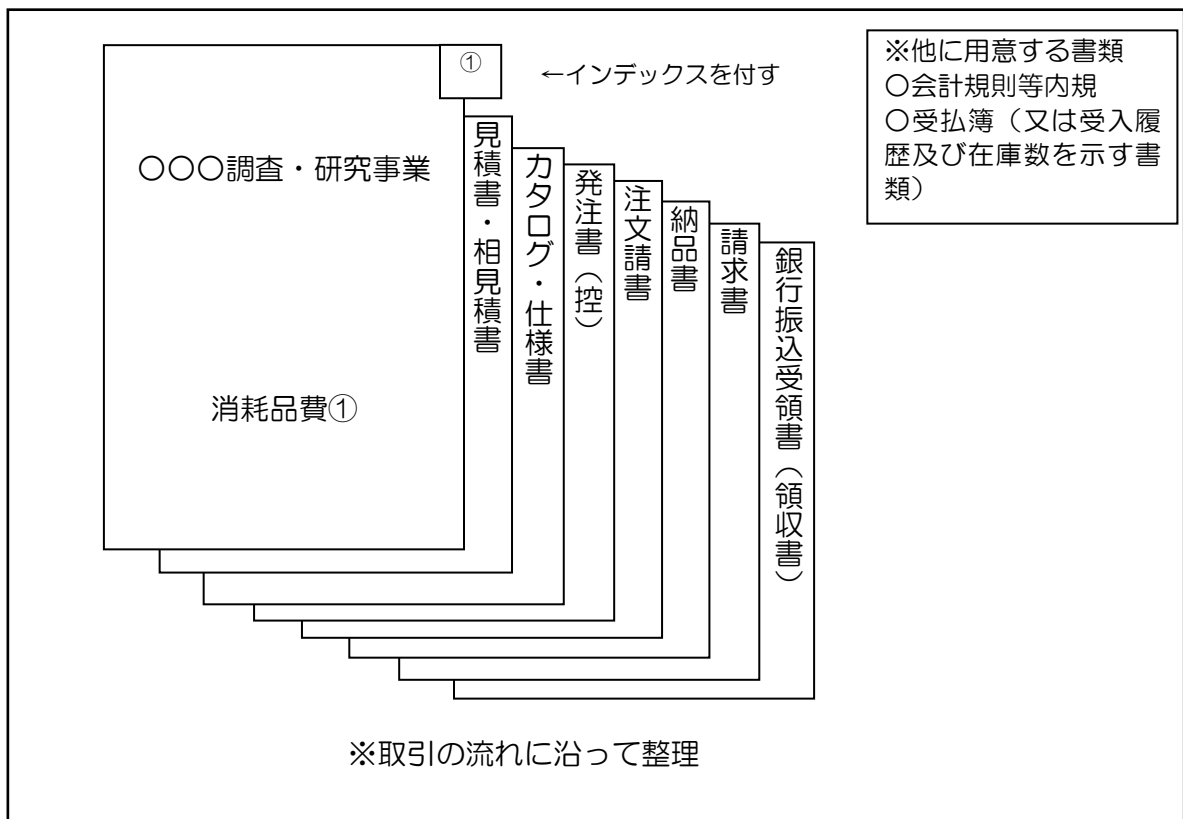 ①
←インデックスを付す
〇〇〇調査・研究事業
消耗品費①
見積書・相見積書
カタログ・仕様書
発注書(控)
注文請書
納品書
請求書
銀行振込受領書(領収書)
※他に用意する書類
〇会計規則等内規
〇受払簿(又は受入履
歴及び在庫数を示す書
類)
※取引の流れに沿って整理